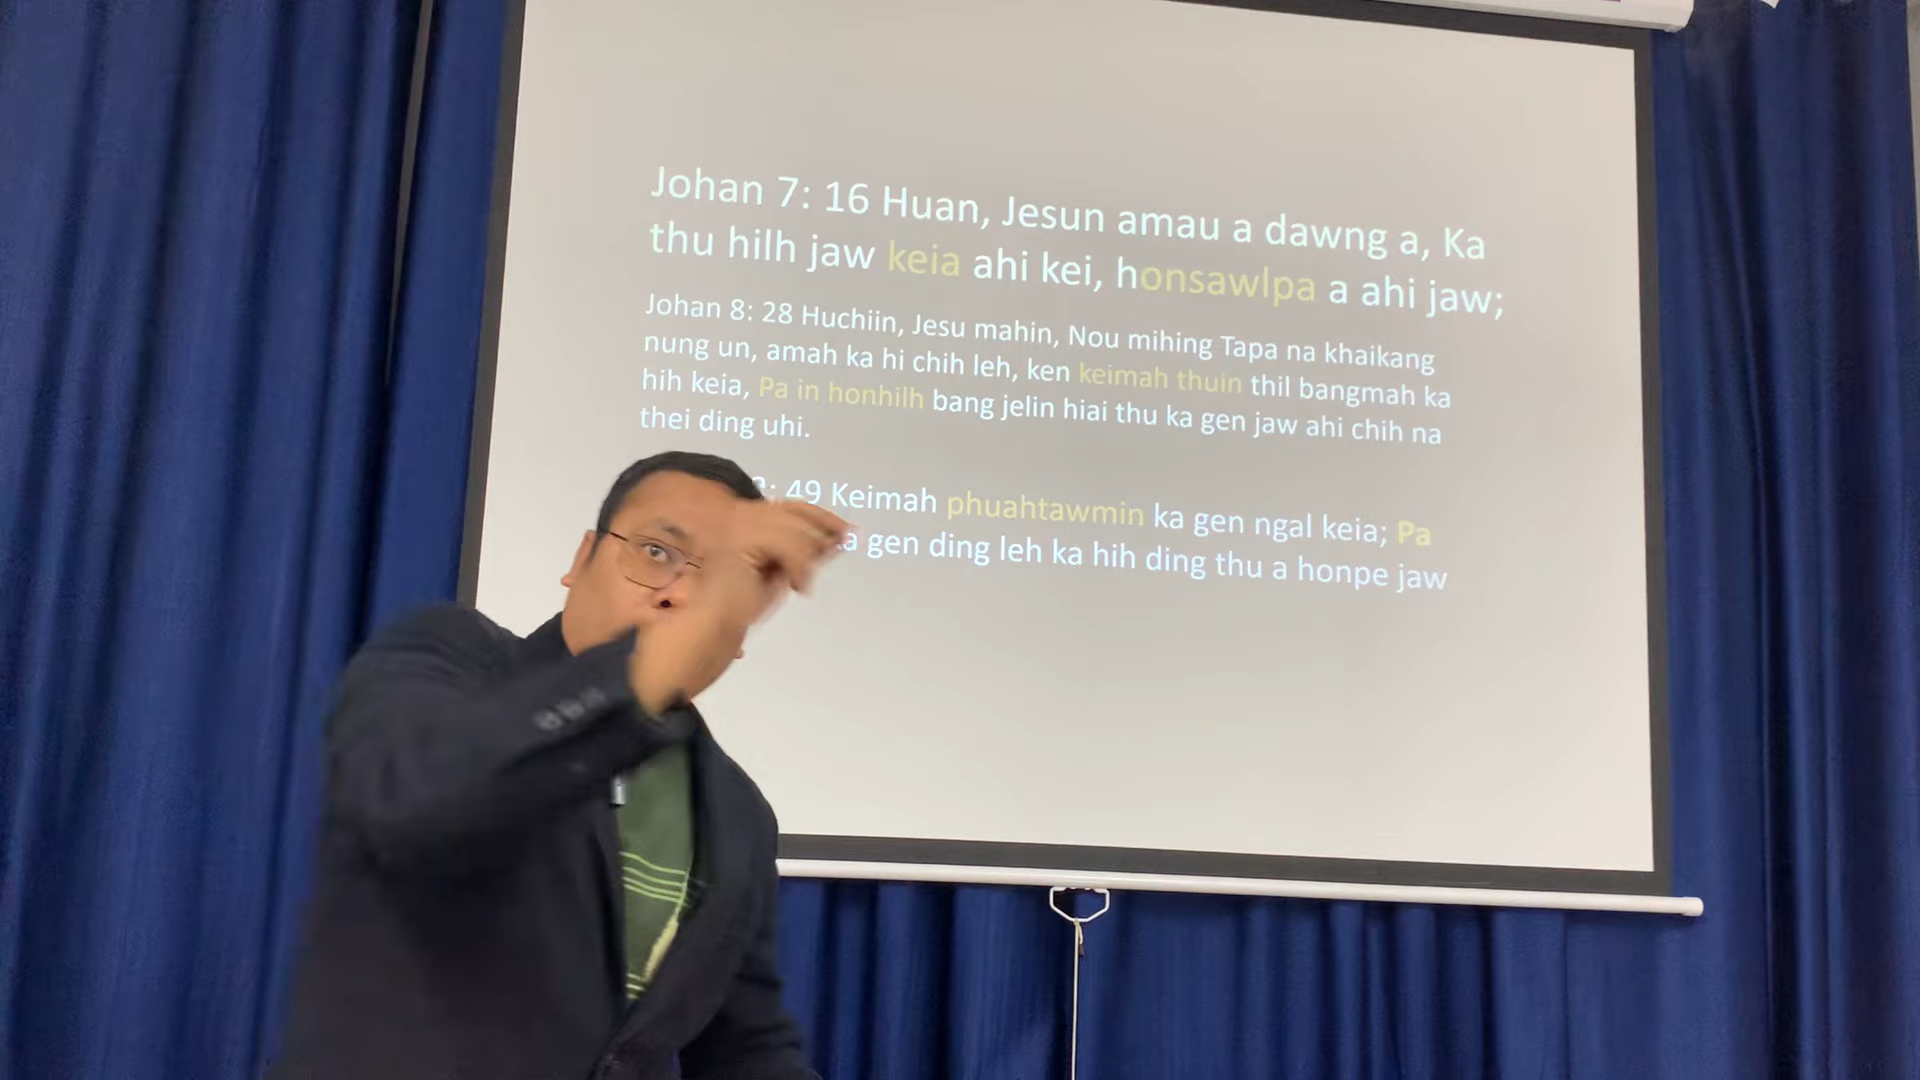 Johan 7: 16 Huan, Jesun amau a dawng a, Ka
thu hilh jaw keia ahi kei, honsawlpa a ahi jaw;
Johan 8: 28 Huchiin, Jesu mahin, Nou mihing Tapa na khaikang
nung un, amah ka hi chih leh, ken keimah thuin thil bangmah ka
hih keia, Pa in honhilh bang jelin hiai thu ka gen jaw ahi chih na
thei ding uhi.
: 49 Keimah phuahtawmin ka gen ngal keia; Pa
ka gen ding leh ka hih ding thu a honpe jaw